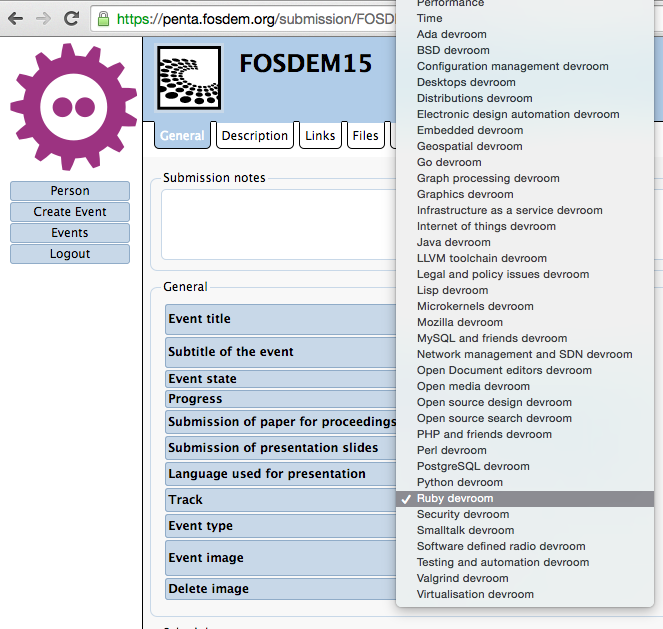 https://penta.fosdem.org/submission/FOSD
FOSDEM15
General
Description
Links
Files
Person
Create Event
Events
Logout
Submission notes
General
Event title
Subtitle of the event
Event state
Progress
Submission of paper for proceedings
Submission of presentation slides
Language used for presentation
Track
Event type
Event image
Delete image
Performance
Time
Ada devroom
BSD devroom
Configuration management devroom
Desktops devroom
Distributions devroom
Electronic design automation devroom
Embedded devroom
Geospatial devroom
Go devroom
Graph processing devroom
Graphics devroom
Infrastructure as a service devroom
Internet of things devroom
Java devroom
LLVM toolchain devroom
Legal and policy issues devroom
Lisp devroom
Microkernels devroom
Mozilla devroom
MySQL and friends devroom
Network management and SDN devroom
Open Document editors devroom
Open media devroom
Open source design devroom
Open source search devroom
PHP and friends devroom
Perl devroom
PostgreSQL devroom
Python devroom
✓ Ruby devroom
Security devroom
Smalltalk devroom
Software defined radio devroom
Testing and automation devroom
Valgrind devroom
Virtualisation devroom